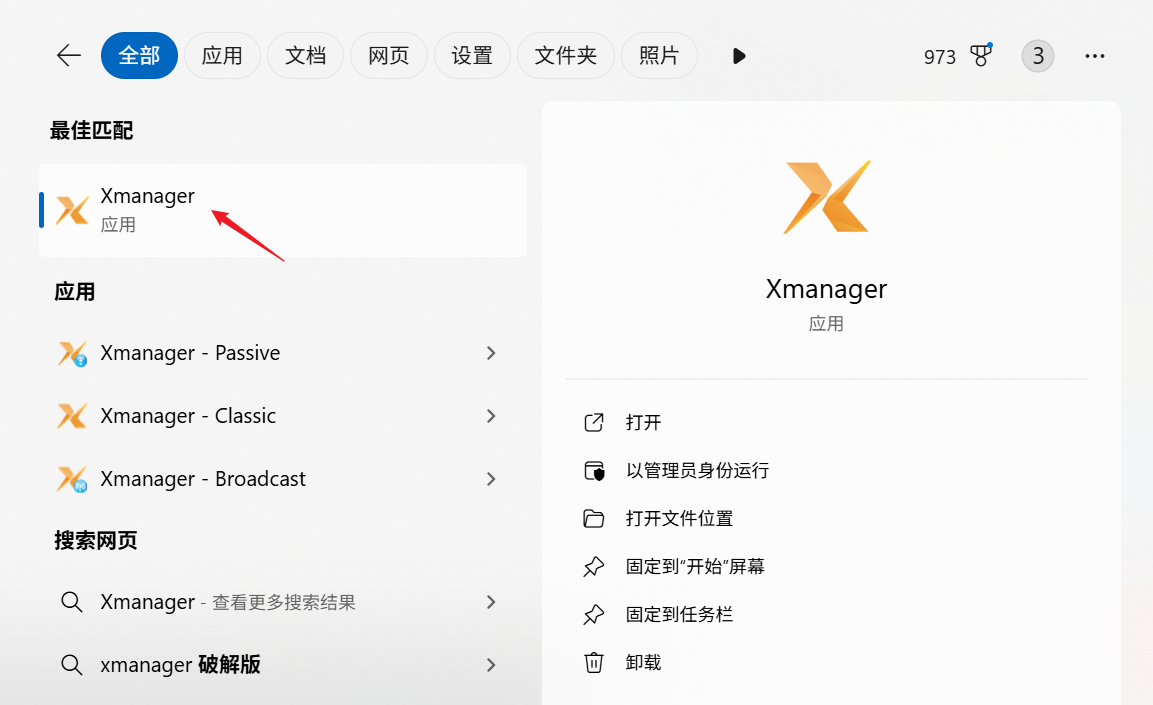 全部 应用 文档 网页 设置 文件夹 照片 973 3
最佳匹配
Xmanager
应用
应用
Xmanager - Passive
Xmanager - Classic
Xmanager - Broadcast
搜索网页
Xmanager - 查看更多搜索结果
xmanager 破解版
Xmanager
应用
打开
以管理员身份运行
打开文件位置
固定到“开始”屏幕
固定到任务栏
卸载